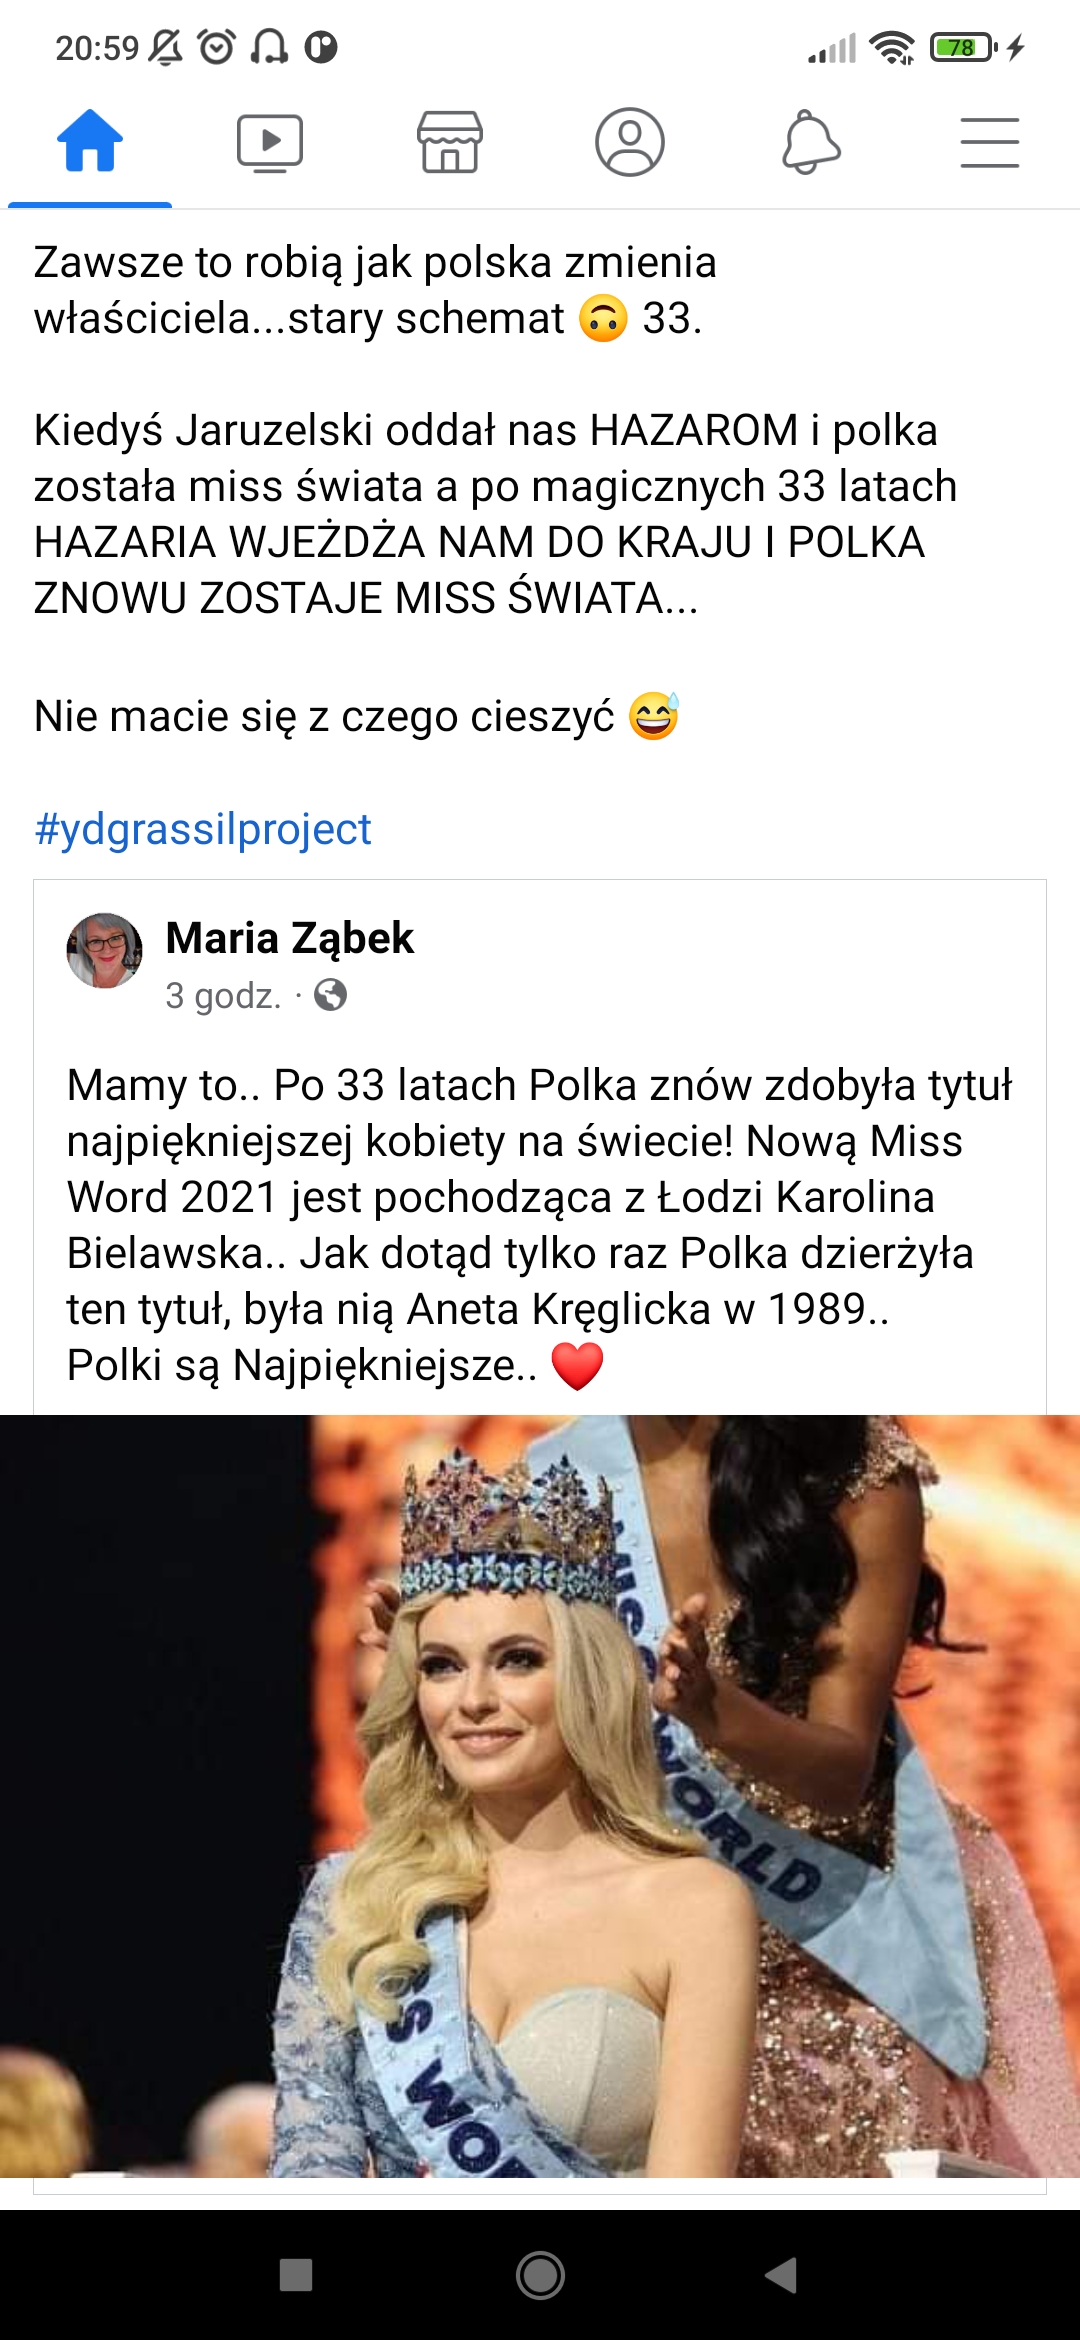 20:59
78
Zawsze to robią jak polska zmienia
właściciela...stary schemat 🙃 33.
Kiedyś Jaruzelski oddał nas HAZAROM i polka
została miss świata a po magicznych 33 latach
HAZARIA WJEŻDŻA NAM DO KRAJU I POLKA
ZNOWU ZOSTAJE MISS ŚWIATA...
Nie macie się z czego cieszyć 😅
#ydgrassilproject
Maria Ząbek
3 godz. ·
Mamy to.. Po 33 latach Polka znów zdobyła tytuł
najpiękniejszej kobiety na świecie! Nową Miss
Word 2021 jest pochodząca z Łodzi Karolina
Bielawska.. Jak dotąd tylko raz Polka dzierżyła
ten tytuł, była nią Aneta Kręglicka w 1989..
Polki są Najpiękniejsze.. ❤️
WORLD